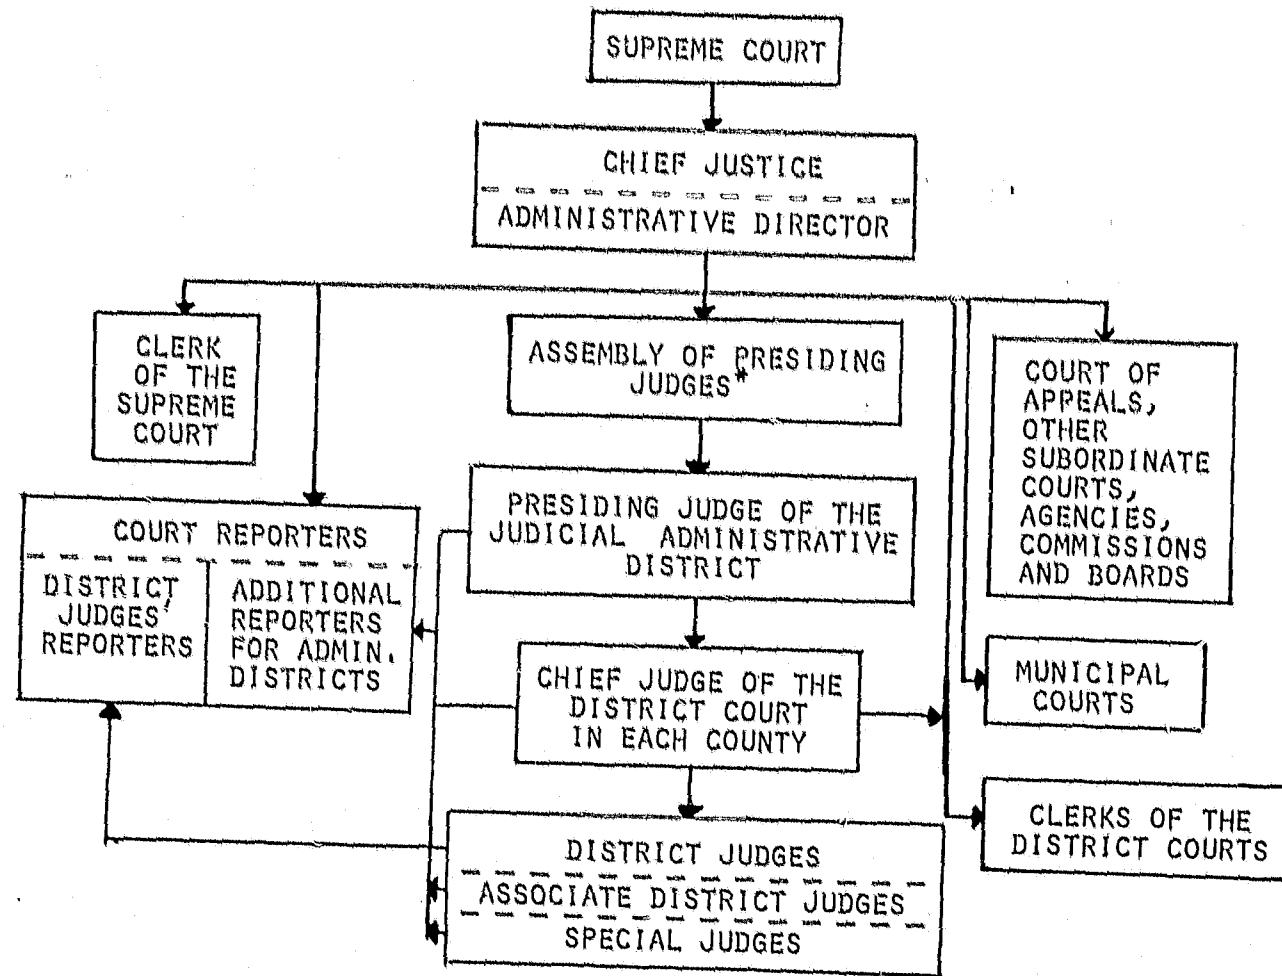 SUPREME COURT
CHIEF JUSTICE
ADMINISTRATIVE DIRECTOR
CLERK
OF THE
SUPREME
COURT
ASSEMBLY OF PRESIDING
JUDGES*
COURT OF
APPEALS,
OTHER
SUBORDINATE
COURTS,
AGENCIES,
COMMISSIONS
AND BOARDS
PRESIDING JUDGE OF THE
JUDICIAL ADMINISTRATIVE
DISTRICT
COURT REPORTERS
DISTRICT
JUDGES'
REPORTERS
ADDITIONAL
REPORTERS
FOR ADMIN.
DISTRICTS
CHIEF JUDGE OF THE
DISTRICT COURT
IN EACH COUNTY
MUNICIPAL
COURTS
CLERKS OF THE
DISTRICT COURTS
DISTRICT JUDGES
ASSOCIATE DISTRICT JUDGES
SPECIAL JUDGES